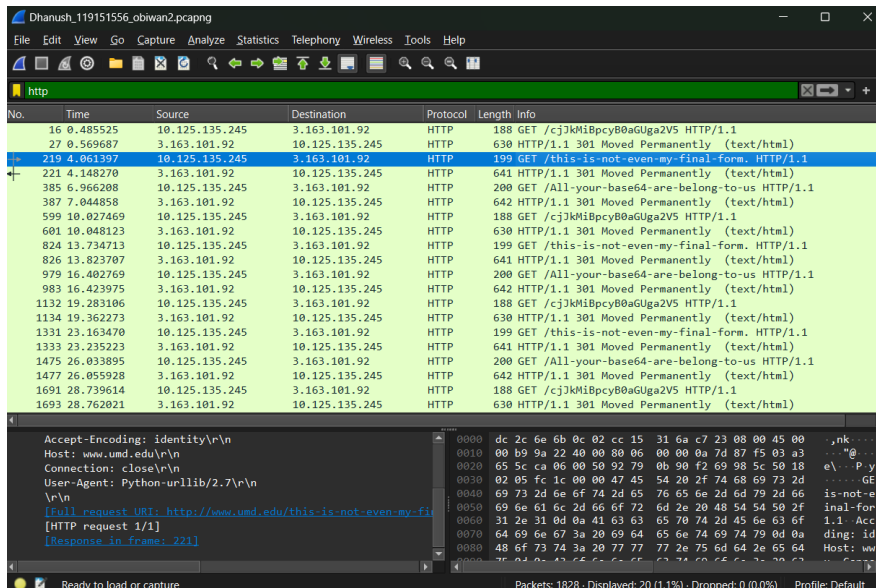 Dhanush_119151556_obiwan2.pcapng
File Edit View Go Capture Analyze Statistics Telephony Wireless Tools Help
http
No. Time Source Destination Protocol Length Info
16 0.485525 10.125.135.245 3.163.101.92 HTTP 188 GET /cjJkMiBpcyB0aGUga2V5 HTTP/1.1
27 0.569687 3.163.101.92 10.125.135.245 HTTP 630 HTTP/1.1 301 Moved Permanently (text/html)
219 4.061397 10.125.135.245 3.163.101.92 HTTP 199 GET /this-is-not-even-my-final-form. HTTP/1.1
221 4.148270 3.163.101.92 10.125.135.245 HTTP 641 HTTP/1.1 301 Moved Permanently (text/html)
385 6.966208 10.125.135.245 3.163.101.92 HTTP 200 GET /All-your-base64-are-belong-to-us HTTP/1.1
387 7.044858 3.163.101.92 10.125.135.245 HTTP 642 HTTP/1.1 301 Moved Permanently (text/html)
599 10.027469 10.125.135.245 3.163.101.92 HTTP 188 GET /cjJkMiBpcyB0aGUga2V5 HTTP/1.1
601 10.048123 3.163.101.92 10.125.135.245 HTTP 630 HTTP/1.1 301 Moved Permanently (text/html)
824 13.734713 10.125.135.245 3.163.101.92 HTTP 199 GET /this-is-not-even-my-final-form. HTTP/1.1
826 13.823707 3.163.101.92 10.125.135.245 HTTP 641 HTTP/1.1 301 Moved Permanently (text/html)
979 16.402769 10.125.135.245 3.163.101.92 HTTP 200 GET /All-your-base64-are-belong-to-us HTTP/1.1
983 16.423975 3.163.101.92 10.125.135.245 HTTP 642 HTTP/1.1 301 Moved Permanently (text/html)
1132 19.283106 10.125.135.245 3.163.101.92 HTTP 188 GET /cjJkMiBpcyB0aGUga2V5 HTTP/1.1
1134 19.362273 3.163.101.92 10.125.135.245 HTTP 630 HTTP/1.1 301 Moved Permanently (text/html)
1331 23.163470 10.125.135.245 3.163.101.92 HTTP 199 GET /this-is-not-even-my-final-form. HTTP/1.1
1333 23.235223 3.163.101.92 10.125.135.245 HTTP 641 HTTP/1.1 301 Moved Permanently (text/html)
1475 26.033895 10.125.135.245 3.163.101.92 HTTP 200 GET /All-your-base64-are-belong-to-us HTTP/1.1
1477 26.055928 3.163.101.92 10.125.135.245 HTTP 642 HTTP/1.1 301 Moved Permanently (text/html)
1691 28.739614 10.125.135.245 3.163.101.92 HTTP 188 GET /cjJkMiBpcyB0aGUga2V5 HTTP/1.1
1693 28.762021 3.163.101.92 10.125.135.245 HTTP 630 HTTP/1.1 301 Moved Permanently (text/html)
Accept-Encoding: identity\r\n
Host: www.umd.edu\r\n
Connection: close\r\n
User-Agent: Python-urllib/2.7\r\n
\r\n
[Full request URI: http://www.umd.edu/this-is-not-even-my-fi
[HTTP request 1/1]
[Response in frame: 221]
0000 dc 2c 6e 6b 0c 02 cc 15 31 6a c7 23 08 00 45 00 ·,nk····
0010 00 b9 9a 22 40 00 80 06 00 00 0a 7d 87 f5 03 a3 ···"@···
0020 65 5c ca 06 00 50 92 79 0b 90 f2 69 98 5c 50 18 e\···P·y
0030 02 05 fc 1c 00 00 47 45 54 20 2f 74 68 69 73 2d ······GE
0040 69 73 2d 6e 6f 74 2d 65 76 65 6e 2d 6d 79 2d 66 is-not-e
0050 69 6e 61 6c 2d 66 6f 72 6d 2e 20 48 54 54 50 2f inal-for
0060 31 2e 31 0d 0a 41 63 63 65 70 74 2d 45 6e 63 6f 1.1··Acc
0070 64 69 6e 67 3a 20 69 64 65 6e 74 69 74 79 0d 0a ding: id
0080 48 6f 73 74 3a 20 77 77 77 2e 75 6d 64 2e 65 64 Host: ww
Ready to load or capture
Packets: 1828 · Displayed: 20 (1.1%) · Dropped: 0 (0.0%)
Profile: Default